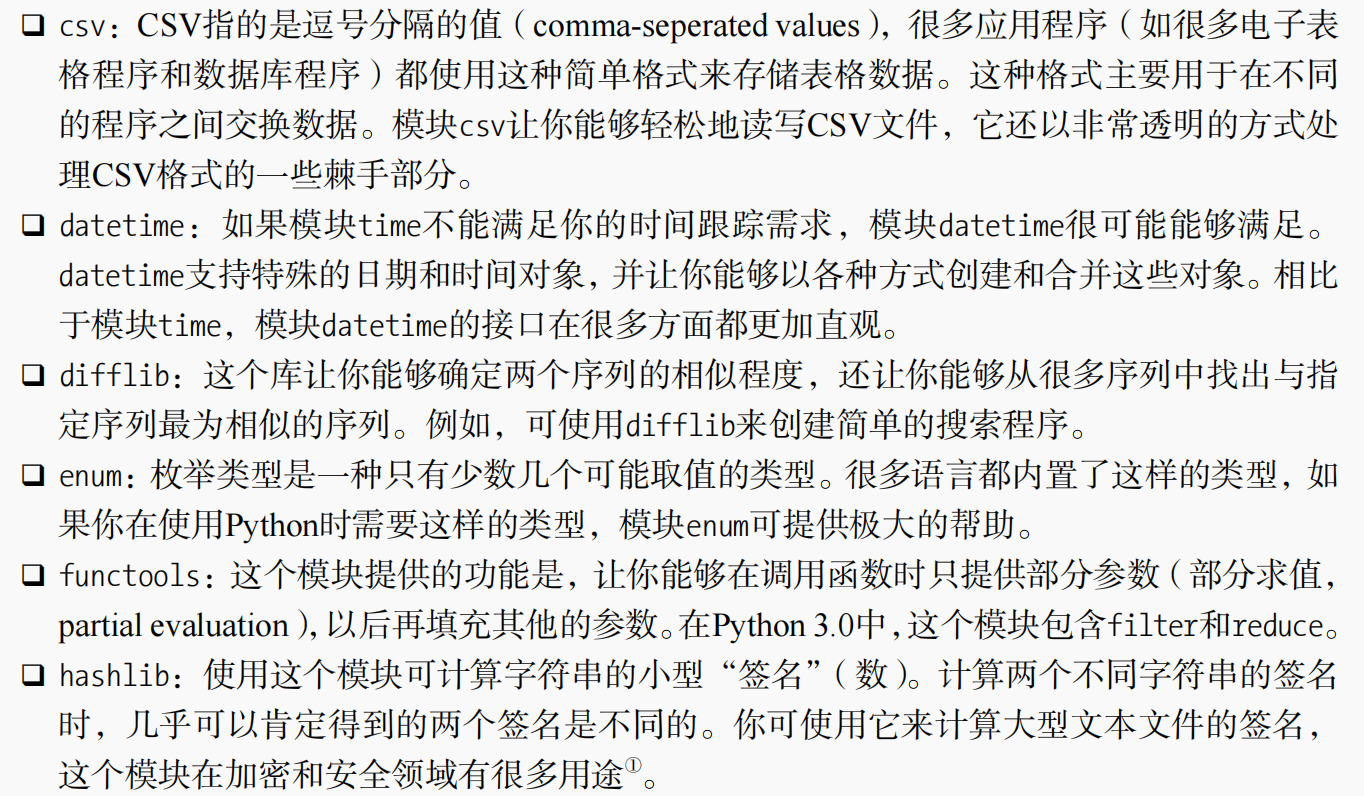 ❑ csv：CSV指的是逗号分隔的值（comma-seperated values），很多应用程序（如很多电子表
格程序和数据库程序）都使用这种简单格式来存储表格数据。这种格式主要用于在不同
的程序之间交换数据。模块csv让你能够轻松地读写CSV文件，它还以非常透明的方式处
理CSV格式的一些棘手部分。
❑ datetime：如果模块time不能满足你的时间跟踪需求，模块datetime很可能能够满足。
datetime支持特殊的日期和时间对象，并让你能够以各种方式创建和合并这些对象。相比
于模块time，模块datetime的接口在很多方面都更加直观。
❑ difflib：这个库让你能够确定两个序列的相似程度，还让你能够从很多序列中找出与指
定序列最为相似的序列。例如，可使用difflib来创建简单的搜索程序。
❑ enum：枚举类型是一种只有少数几个可能取值的类型。很多语言都内置了这样的类型，如
果你在使用Python时需要这样的类型，模块enum可提供极大的帮助。
❑ functools：这个模块提供的功能是，让你能够在调用函数时只提供部分参数（部分求值，
partial evaluation），以后再填充其他的参数。在Python 3.0中，这个模块包含filter和reduce。
❑ hashlib：使用这个模块可计算字符串的小型“签名”（数）。计算两个不同字符串的签名
时，几乎可以肯定得到的两个签名是不同的。你可使用它来计算大型文本文件的签名，
这个模块在加密和安全领域有很多用途①。